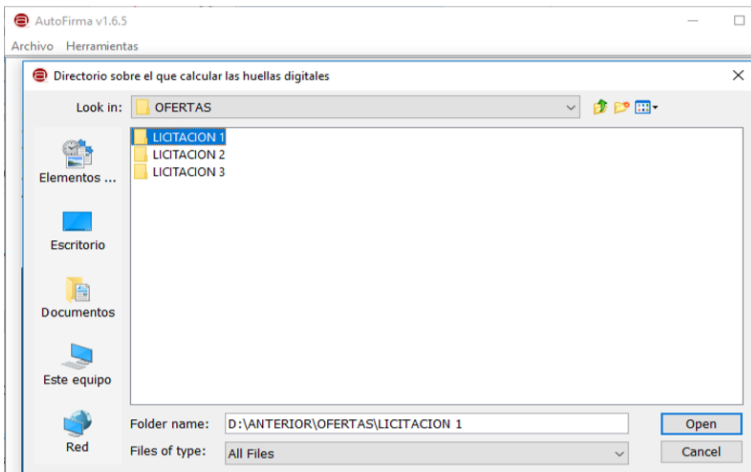 AutoFirma v1.6.5
Archivo Herramientas
Directorio sobre el que calcular las huellas digitales
Look in: OFERTAS
LICITACION 1
LICITACION 2
LICITACION 3
Elementos ...
Escritorio
Documentos
Este equipo
Red
Folder name: D:\ANTERIOR\OFERTAS\LICITACION 1 Open
Files of type: All Files Cancel